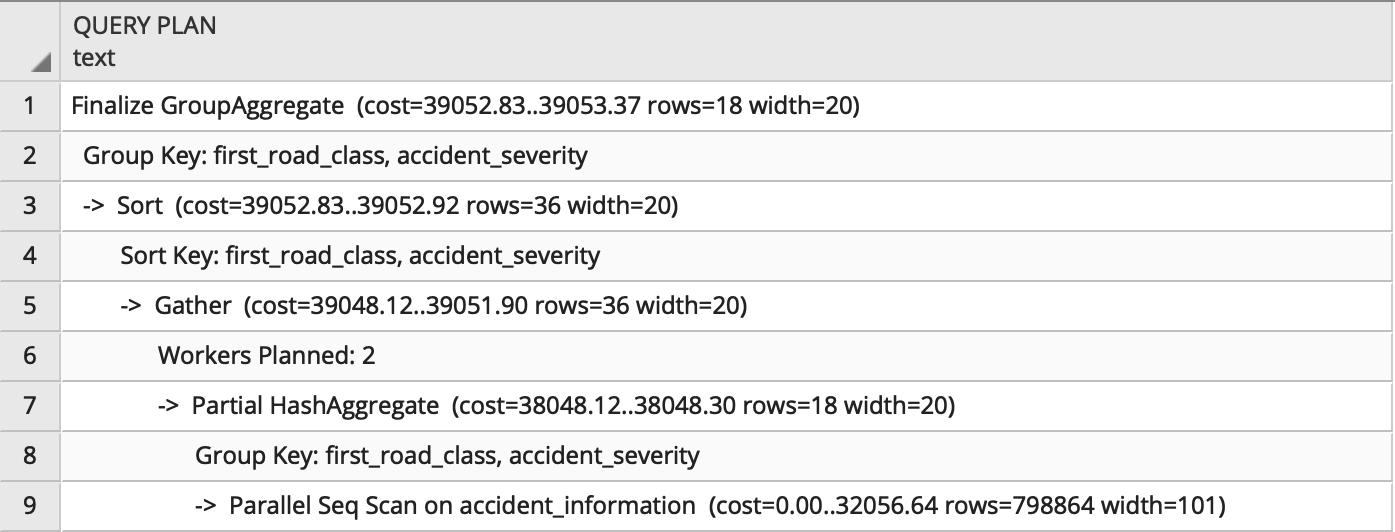 QUERY PLAN
text
1 Finalize GroupAggregate (cost=39052.83..39053.37 rows=18 width=20)
2 Group Key: first_road_class, accident_severity
3 -> Sort (cost=39052.83..39052.92 rows=36 width=20)
4 Sort Key: first_road_class, accident_severity
5 -> Gather (cost=39048.12..39051.90 rows=36 width=20)
6 Workers Planned: 2
7 -> Partial HashAggregate (cost=38048.12..38048.30 rows=18 width=20)
8 Group Key: first_road_class, accident_severity
9 -> Parallel Seq Scan on accident_information (cost=0.00..32056.64 rows=798864 width=101)